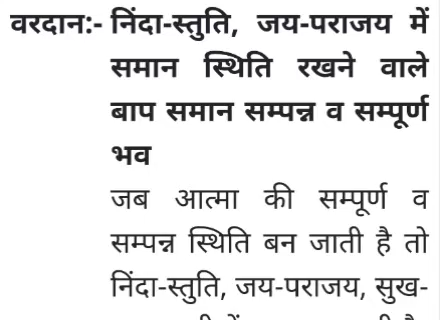 वरदान:- निंदा-स्तुति, जय-पराजय में
समान स्थिति रखने वाले
बाप समान सम्पन्न व सम्पूर्ण
भव
जब आत्मा की सम्पूर्ण व
सम्पन्न स्थिति बन जाती है तो
निंदा-स्तुति, जय-पराजय, सुख-